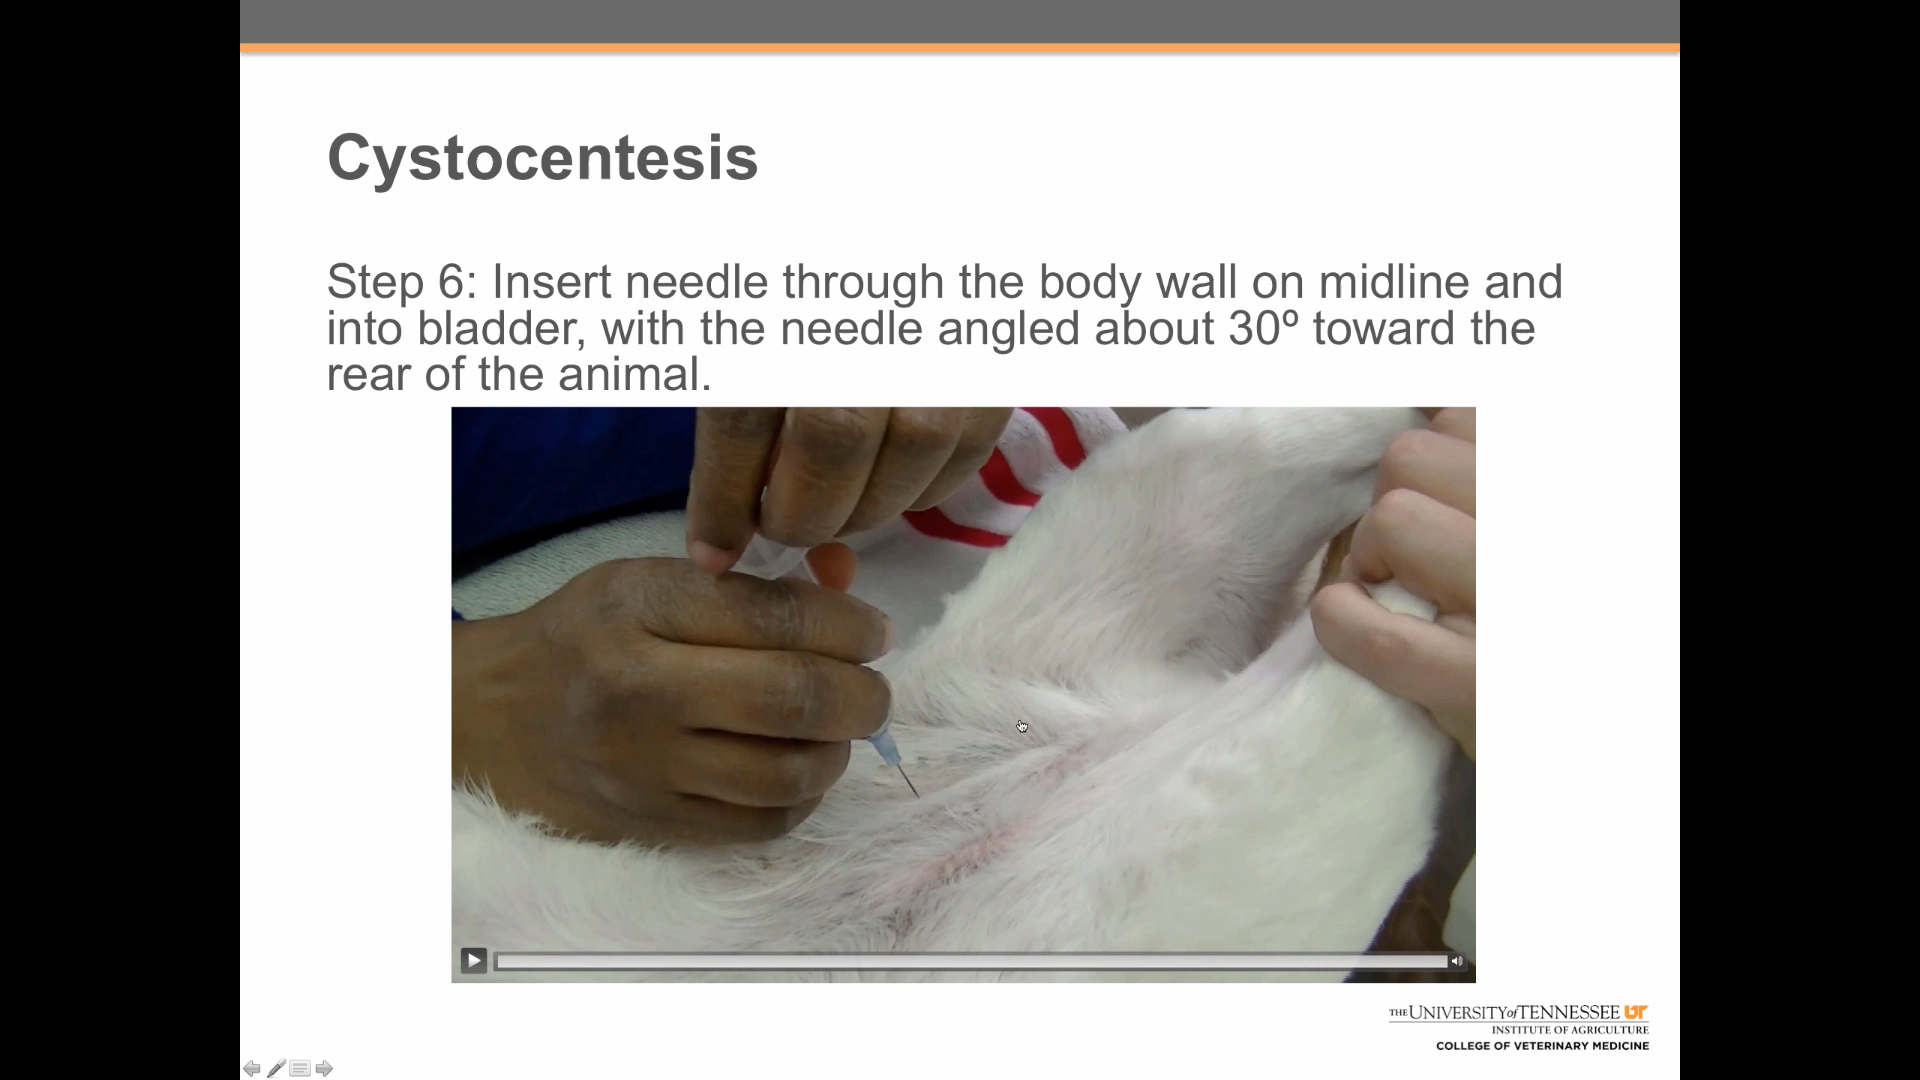 Cystocentesis
Step 6: Insert needle through the body wall on midline and
into bladder, with the needle angled about 30º toward the
rear of the animal.
THE UNIVERSITY of TENNESSEE UT
INSTITUTE OF AGRICULTURE
COLLEGE OF VETERINARY MEDICINE